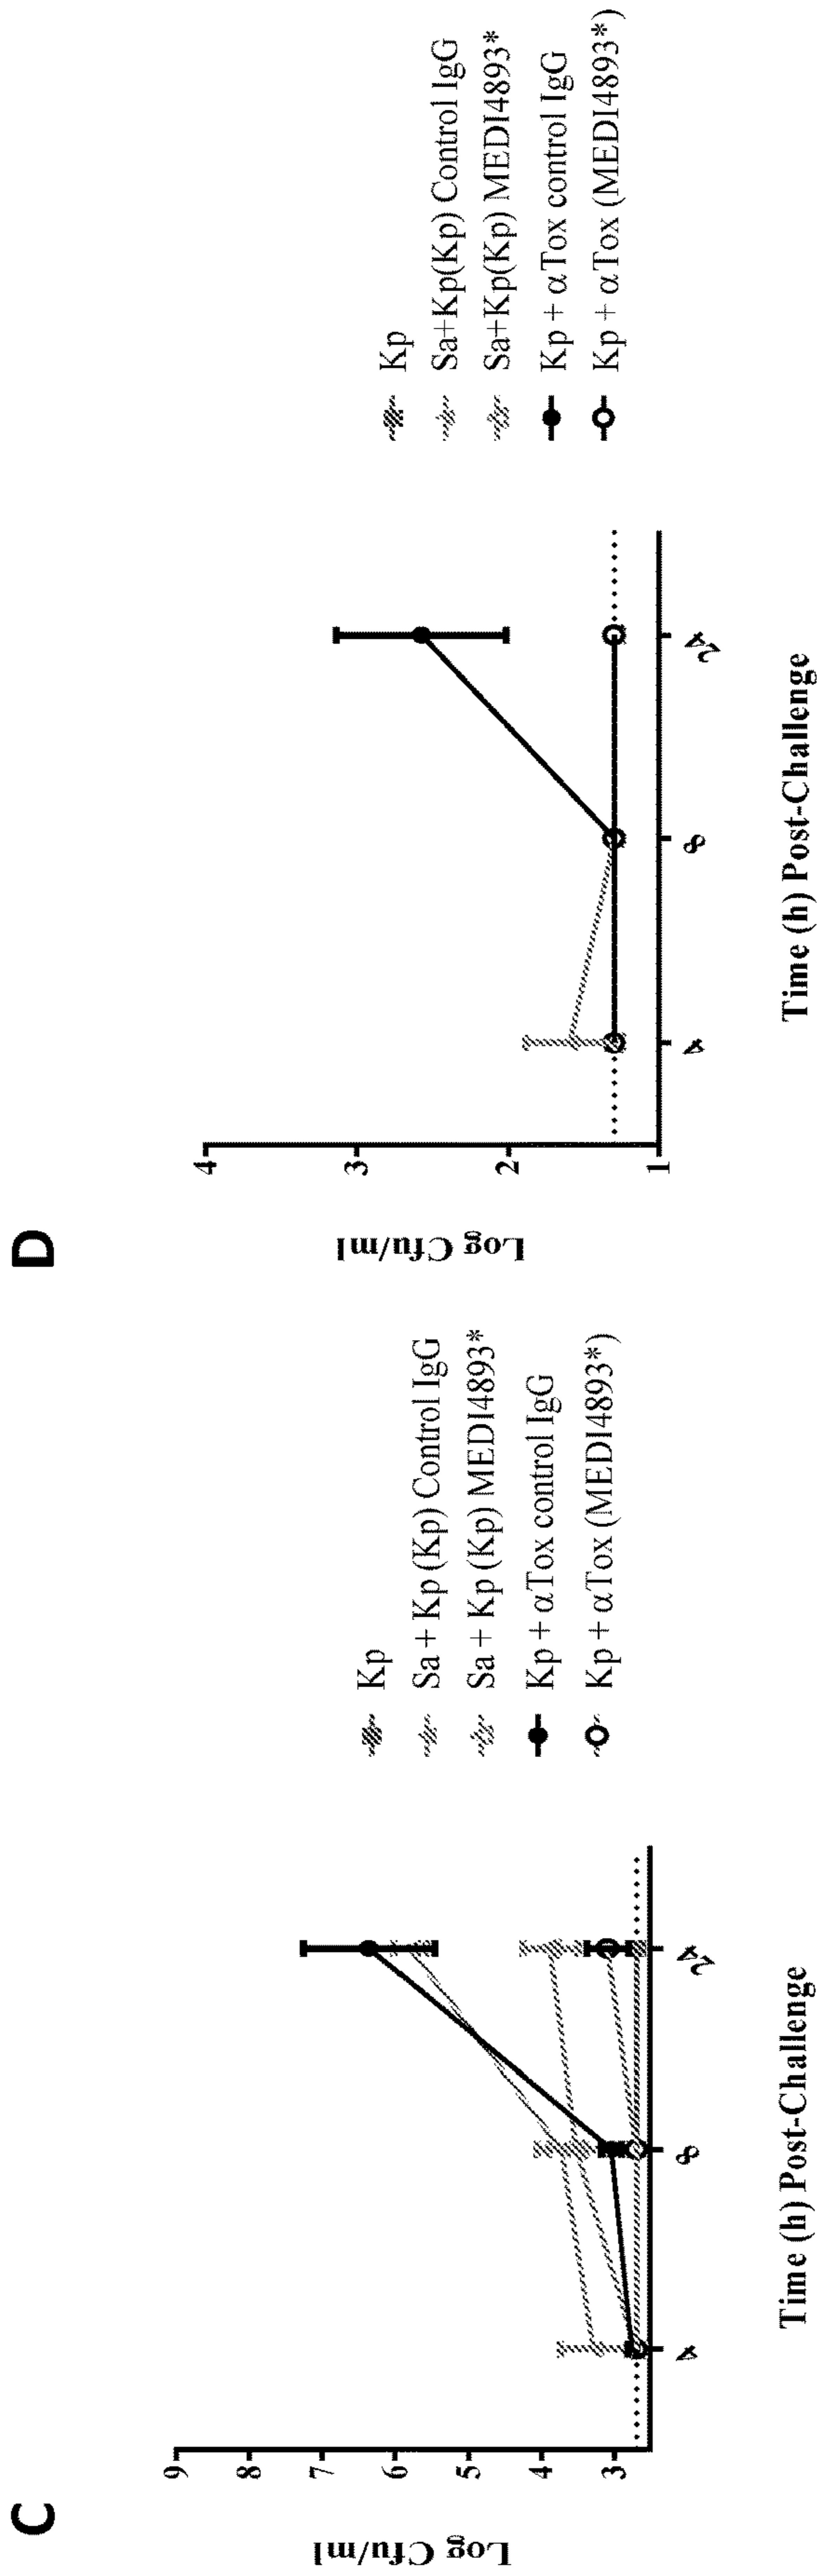 C
Log Cfu/ml
9
8
7
6
5
4
3
4
8
24
Time (h) Post-Challenge
Kp
Sa + Kp (Kp) Control IgG
Sa + Kp (Kp) MEDI4893*
Kp + αTox control IgG
Kp + αTox (MEDI4893*)
D
Log Cfu/ml
4
3
2
1
4
8
24
Time (h) Post-Challenge
Kp
Sa+Kp(Kp) Control IgG
Sa+Kp(Kp) MEDI4893*
Kp + αTox control IgG
Kp + αTox (MEDI4893*)